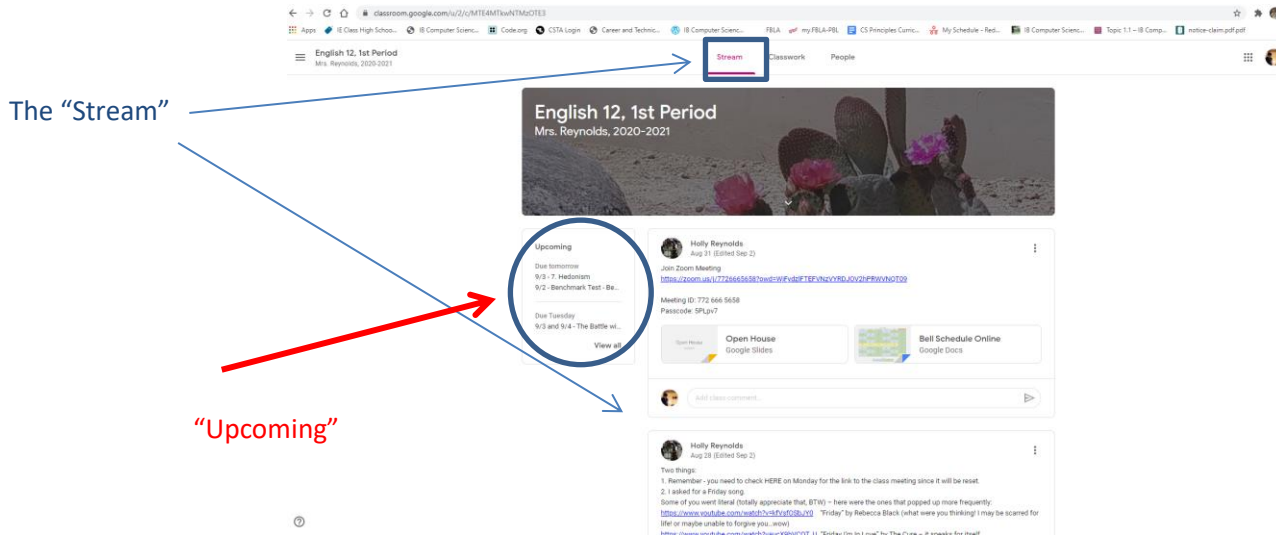 classroom.google.com/u/2/c/MTE4MTkwNTMzOTE3
Apps IE Class High Schoo... IB Computer Scienc... Code.org CSTA Login Career and Technic... IB Computer Scienc... FBLA my.FBLA-PBL CS Principles Curric... My Schedule - Red... IB Computer Scienc... Topic 1.1 – IB Comp... notice-claim.pdf.pdf
English 12, 1st Period
Mrs. Reynolds, 2020-2021
Stream Classwork People
The “Stream”
English 12, 1st Period
Mrs. Reynolds, 2020-2021
Upcoming
Due tomorrow
9/3 - 7. Hedonism
9/2 - Benchmark Test - Be...
Due Tuesday
9/3 and 9/4 - The Battle wi...
View all
“Upcoming”
Holly Reynolds
Aug 31 (Edited Sep 2)
Join Zoom Meeting
Meeting ID: 772 666 5658
Passcode: 5PLpv7
Open House
Google Slides
Bell Schedule Online
Google Docs
Add class comment...
Holly Reynolds
Aug 28 (Edited Sep 2)
Two things:
1. Remember - you need to check HERE on Monday for the link to the class meeting since it will be reset.
2. I asked for a Friday song.
Some of you went literal (totally appreciate that, BTW) – here were the ones that popped up more frequently:
"Friday" by Rebecca Black (what were you thinking! I may be scarred for
life! or maybe unable to forgive you...wow)
"Friday I'm In Love" by The Cure – it speaks for itself